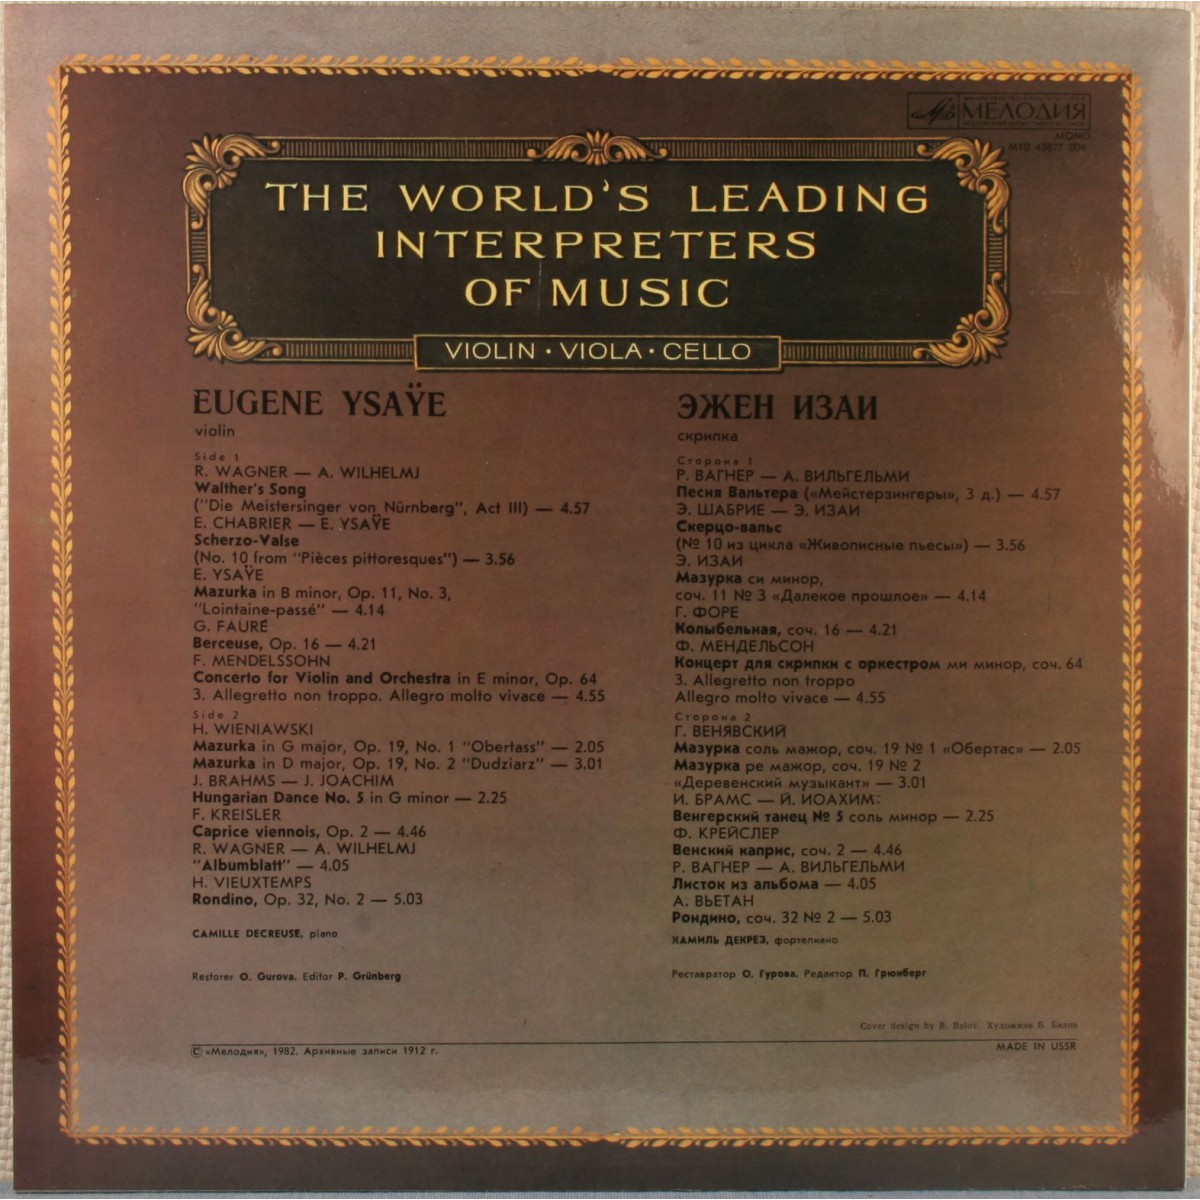 МЕЛОДИЯ
MONO
М10 43877 004
THE WORLD'S LEADING
INTERPRETERS
OF MUSIC
VIOLIN · VIOLA · CELLO
EUGENE YSAŸE
violin
Side 1
R. WAGNER — A. WILHELMJ
Walther's Song
("Die Meistersinger von Nürnberg", Act III) — 4.57
E. CHABRIER — E. YSAŸE
Scherzo-Valse
(No. 10 from "Pièces pittoresques") — 3.56
E. YSAŸE
Mazurka in B minor, Op. 11, No. 3,
"Lointaine-passé" — 4.14
G. FAURÉ
Berceuse, Op. 16 — 4.21
F. MENDELSSOHN
Concerto for Violin and Orchestra in E minor, Op. 64
3. Allegretto non troppo. Allegro molto vivace — 4.55
Side 2
H. WIENIAWSKI
Mazurka in G major, Op. 19, No. 1 "Obertass" — 2.05
Mazurka in D major, Op. 19, No. 2 "Dudziarz" — 3.01
J. BRAHMS — J. JOACHIM
Hungarian Dance No. 5 in G minor — 2.25
F. KREISLER
Caprice viennois, Op. 2 — 4.46
R. WAGNER — A. WILHELMJ
"Albumblatt" — 4.05
H. VIEUXTEMPS
Rondino, Op. 32, No. 2 — 5.03
CAMILLE DECREUSE, piano
Restorer O. Gurova. Editor P. Grünberg
ЭЖЕН ИЗАИ
скрипка
Сторона 1
Р. ВАГНЕР — А. ВИЛЬГЕЛЬМИ
Песня Вальтера («Мейстерзингеры», 3 д.) — 4.57
Э. ШАБРИЕ — Э. ИЗАИ
Скерцо-вальс
(№ 10 из цикла «Живописные пьесы») — 3.56
Э. ИЗАИ
Мазурка си минор,
соч. 11 № 3 «Далекое прошлое» — 4.14
Г. ФОРЕ
Колыбельная, соч. 16 — 4.21
Ф. МЕНДЕЛЬСОН
Концерт для скрипки с оркестром ми минор, соч. 64
3. Allegretto non troppo
Allegro molto vivace — 4.55
Сторона 2
Г. ВЕНЯВСКИЙ
Мазурка соль мажор, соч. 19 № 1 «Обертас» — 2.05
Мазурка ре мажор, соч. 19 № 2
«Деревенский музыкант» — 3.01
И. БРАМС — Й. ИОАХИМ:
Венгерский танец № 5 соль минор — 2.25
Ф. КРЕЙСЛЕР
Венский каприс, соч. 2 — 4.46
Р. ВАГНЕР — А. ВИЛЬГЕЛЬМИ
Листок из альбома — 4.05
А. ВЬЕТАН
Рондино, соч. 32 № 2 — 5.03
КАМИЛЬ ДЕКРЕЗ, фортепиано
Реставратор О. Гурова. Редактор П. Грюнберг
Cover design by B. Belov. Художник Б. Белов
© «Мелодия», 1982. Архивные записи 1912 г.
MADE IN USSR